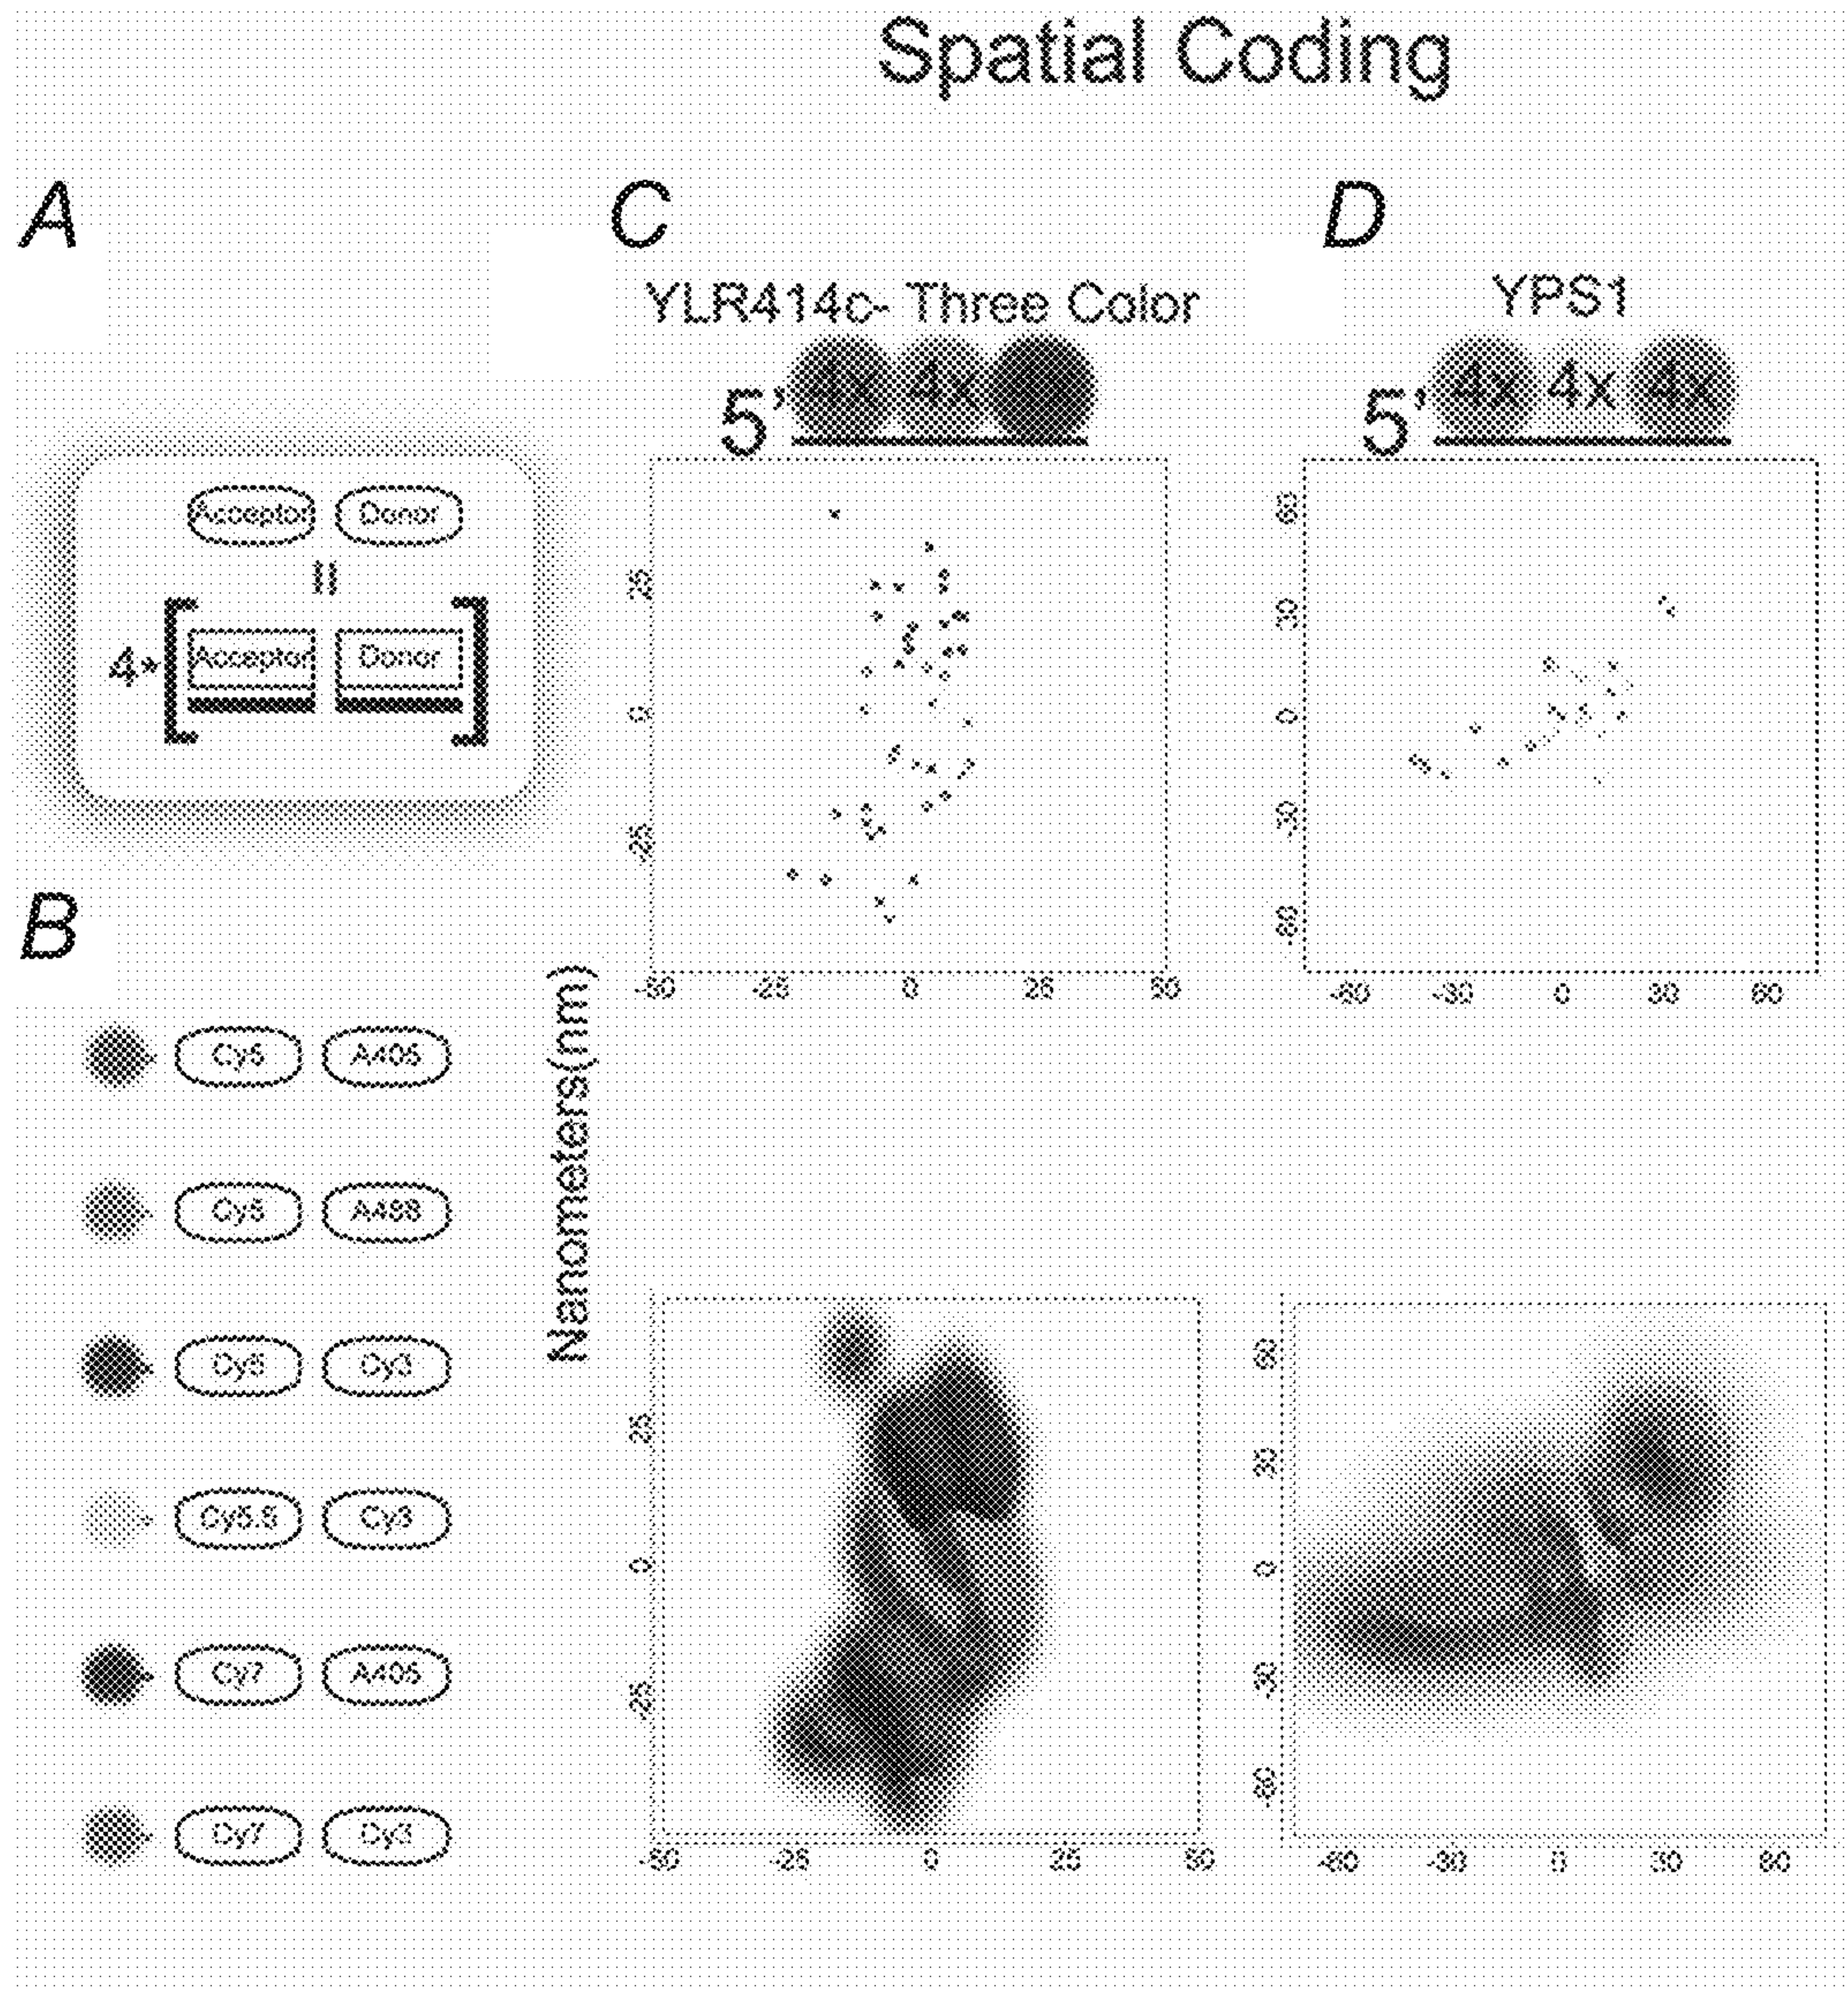 Spatial Coding
A
Acceptor Donor
=
4* [ Acceptor Donor ]
B
Cy5 A405
Cy5 A488
Cy5 Cy3
Cy5.5 Cy3
Cy7 A405
Cy7 Cy3
Nanometers(nm)
C
YLR414c- Three Color
5' 4x 4x
25
0
-25
-50 -25 0 25 50
25
0
-25
-50 -25 0 25 50
D
YPS1
5' 4x 4x 4x
60
30
0
-30
-60
-60 -30 0 30 60
60
30
0
-30
-60
-60 -30 0 30 60